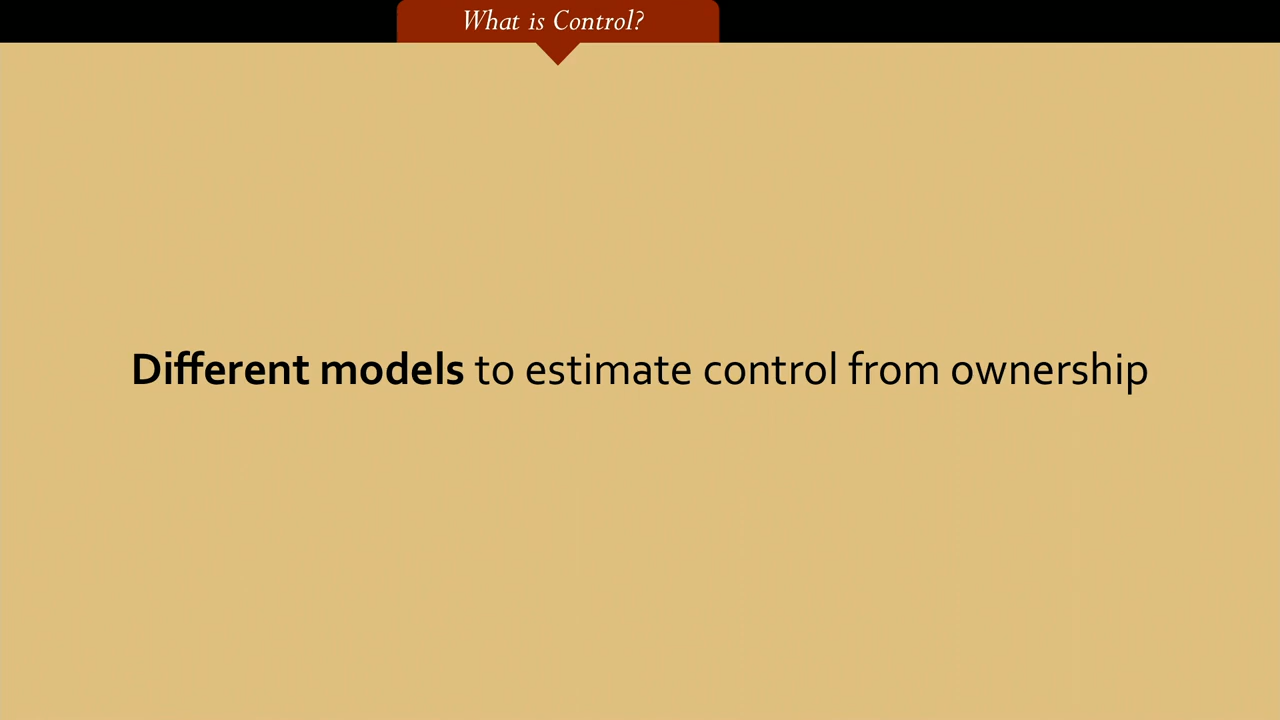 What is Control?
Different models to estimate control from ownership